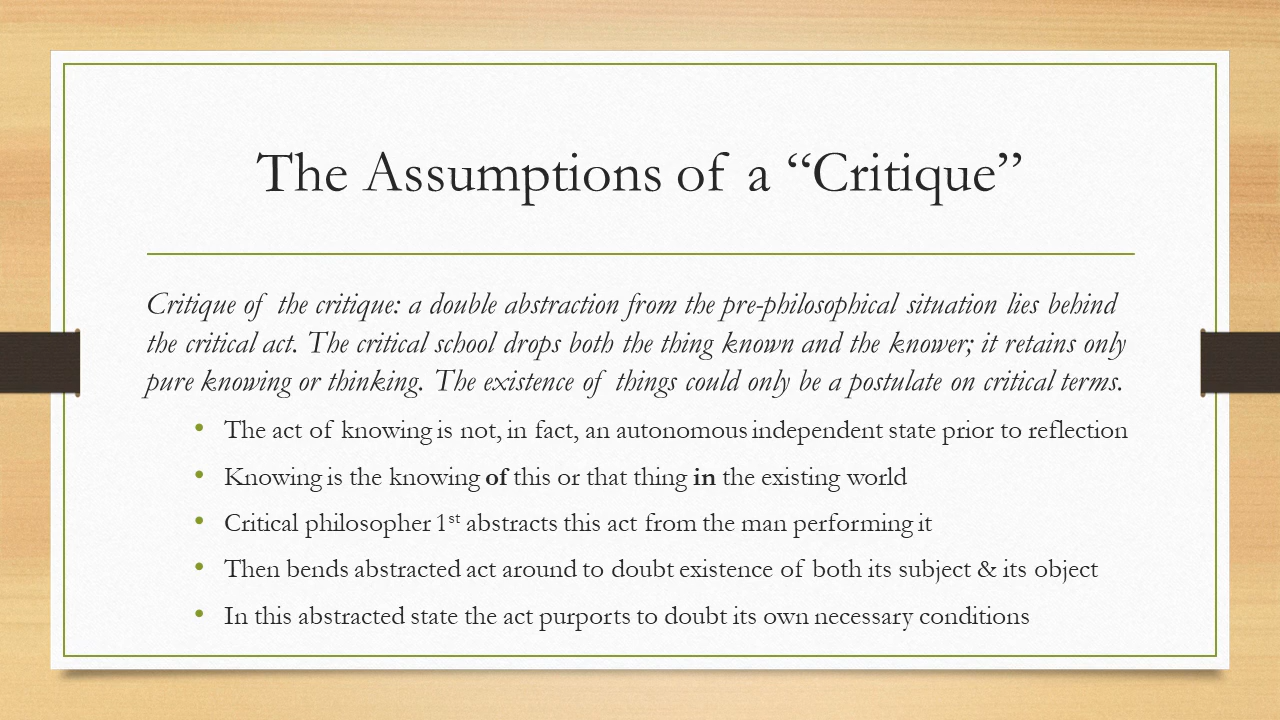 The Assumptions of a “Critique”
Critique of the critique: a double abstraction from the pre-philosophical situation lies behind
the critical act. The critical school drops both the thing known and the knower; it retains only
pure knowing or thinking. The existence of things could only be a postulate on critical terms.
• The act of knowing is not, in fact, an autonomous independent state prior to reflection
• Knowing is the knowing of this or that thing in the existing world
• Critical philosopher 1st abstracts this act from the man performing it
• Then bends abstracted act around to doubt existence of both its subject & its object
• In this abstracted state the act purports to doubt its own necessary conditions